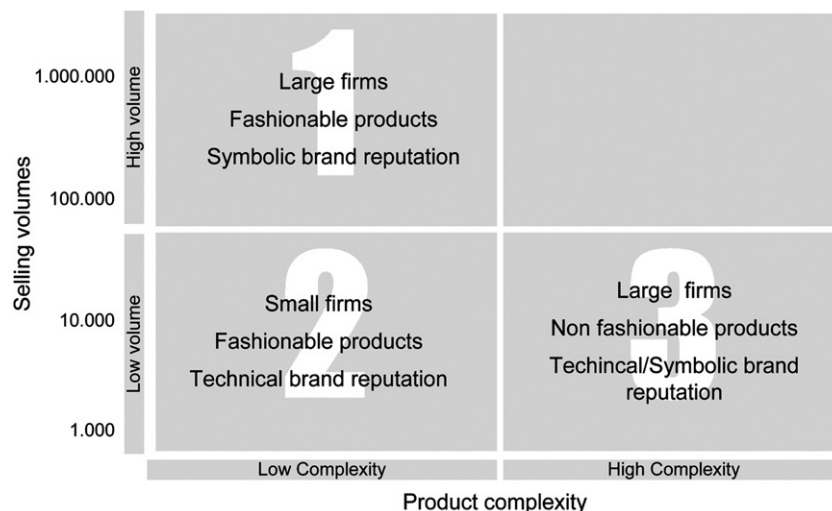 Selling volumes
1.000.000
100.000
10.000
1.000
High volume
Low volume
1
Large firms
Fashionable products
Symbolic brand reputation
2
Small firms
Fashionable products
Technical brand reputation
3
Large firms
Non fashionable products
Techincal/Symbolic brand
reputation
Low Complexity
High Complexity
Product complexity